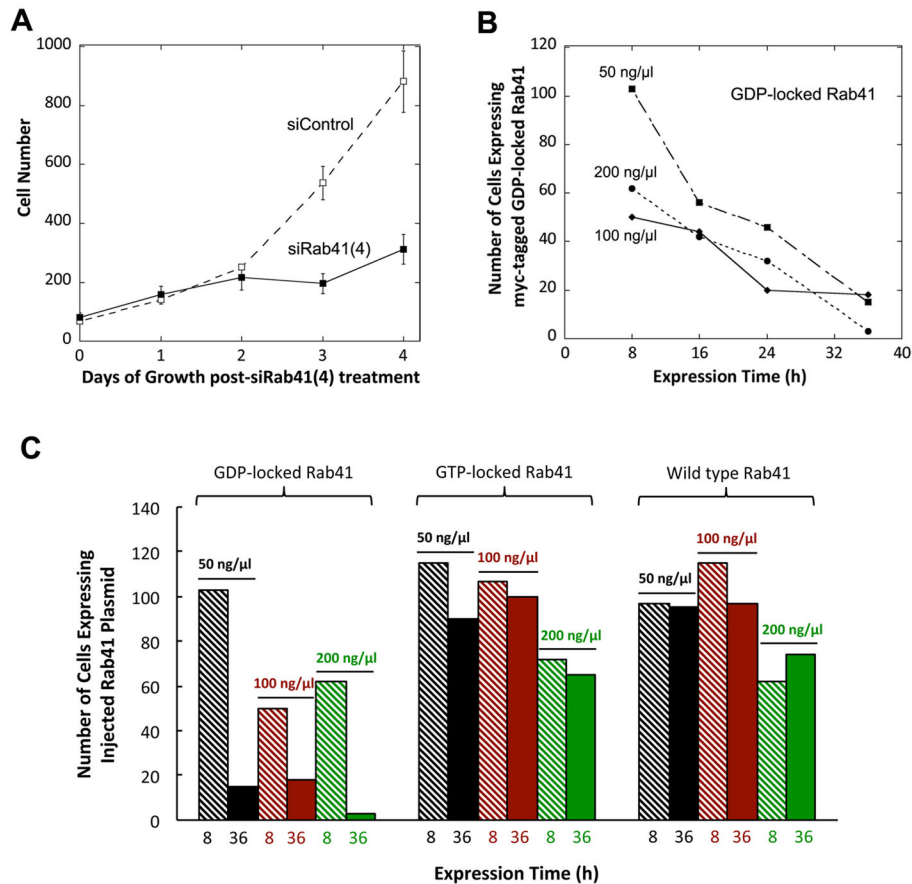 A
1000
800
600
400
200
0
Cell Number
siControl
siRab41(4)
0 1 2 3 4
Days of Growth post-siRab41(4) treatment
B
120
100
80
60
40
20
0
Number of Cells Expressing
myc-tagged GDP-locked Rab41
50 ng/µl
GDP-locked Rab41
200 ng/µl
100 ng/µl
0 8 16 24 32 40
Expression Time (h)
C
GDP-locked Rab41 GTP-locked Rab41 Wild type Rab41
140
120
100
80
60
40
20
0
Number of Cells Expressing
Injected Rab41 Plasmid
50 ng/µl 100 ng/µl 200 ng/µl
50 ng/µl 100 ng/µl 200 ng/µl
50 ng/µl 100 ng/µl 200 ng/µl
8 36 8 36 8 36 8 36 8 36 8 36 8 36 8 36 8 36
Expression Time (h)